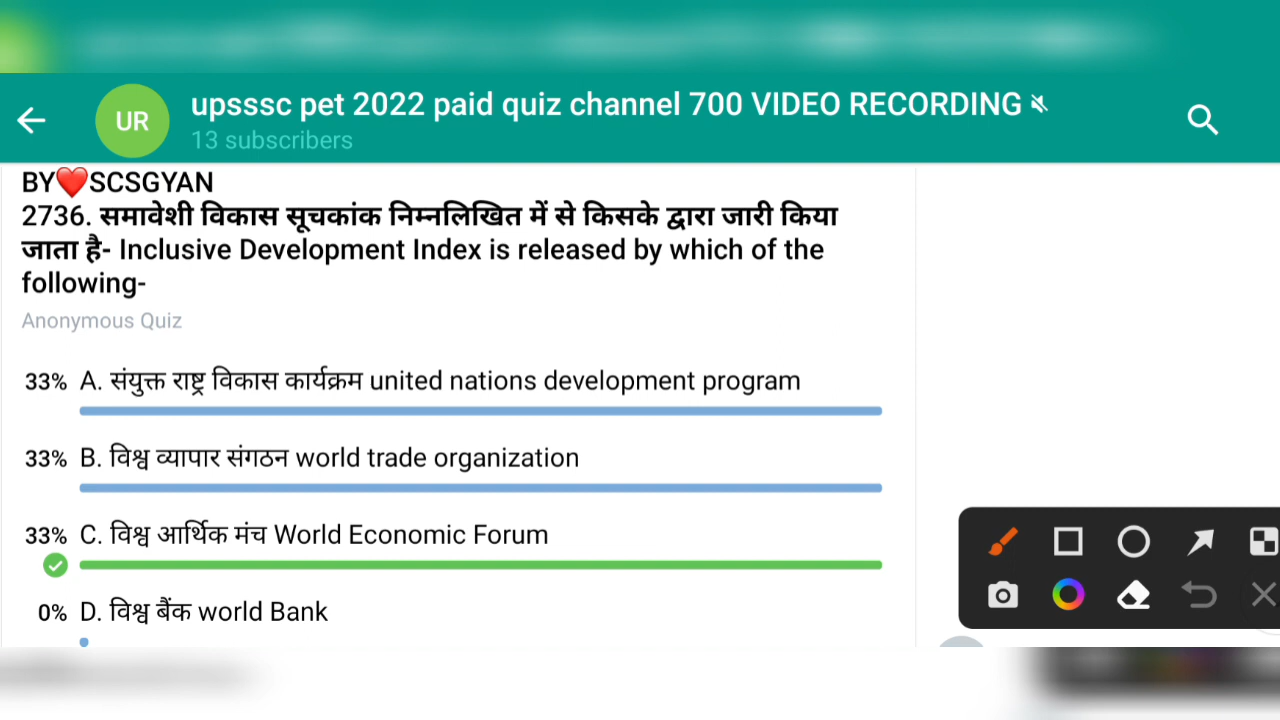 UR
upsssc pet 2022 paid quiz channel 700 VIDEO RECORDING
13 subscribers
BY❤️SCSGYAN
2736. समावेशी विकास सूचकांक निम्नलिखित में से किसके द्वारा जारी किया
जाता है- Inclusive Development Index is released by which of the
following-
Anonymous Quiz
33% A. संयुक्त राष्ट्र विकास कार्यक्रम united nations development program
33% B. विश्व व्यापार संगठन world trade organization
33% C. विश्व आर्थिक मंच World Economic Forum
0% D. विश्व बैंक world Bank